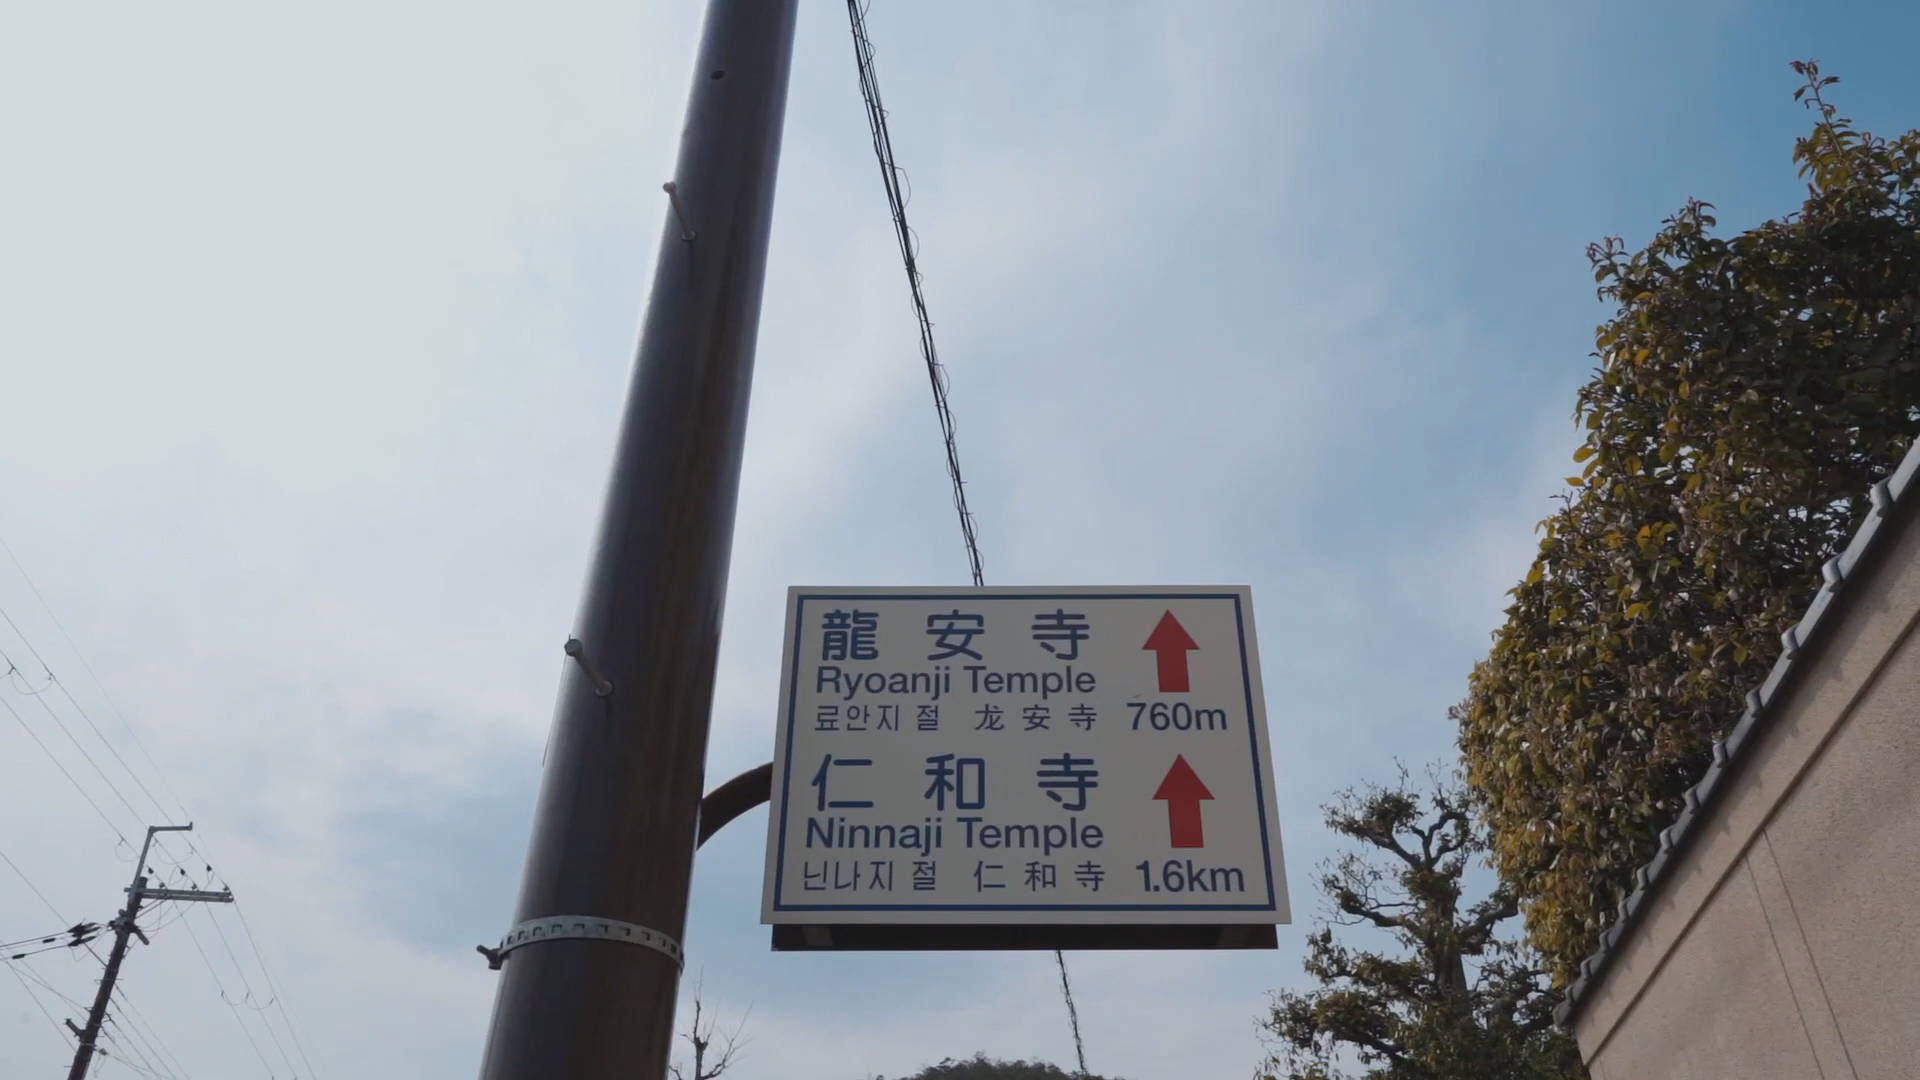 龍安寺
Ryoanji Temple
료안지 절 龙安寺 760m
仁和寺
Ninnaji Temple
닌나지 절 仁和寺 1.6km